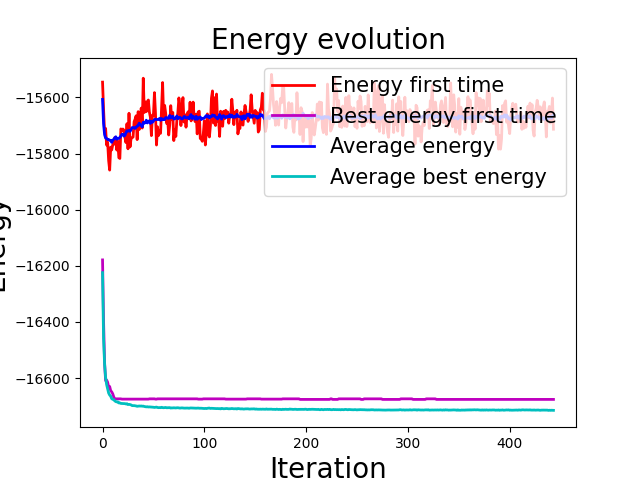 Energy evolution
Energy
−15600
−15800
−16000
−16200
−16400
−16600
Energy first time
Best energy first time
Average energy
Average best energy
0 100 200 300 400
Iteration